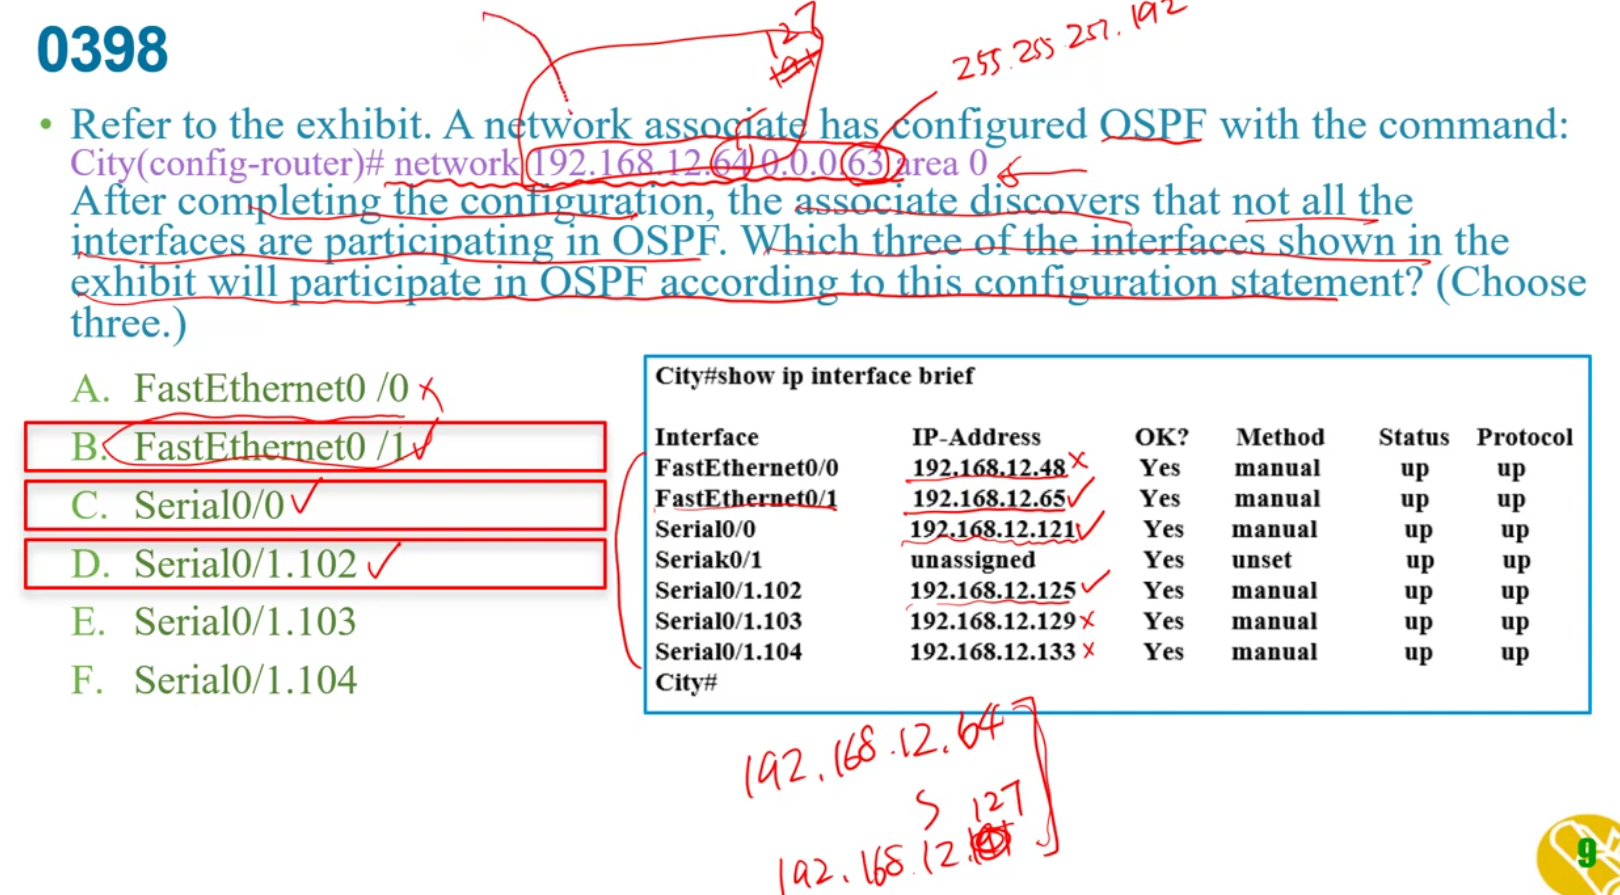 0398
127
255.255.257.192
• Refer to the exhibit. A network associate has configured OSPF with the command:
City(config-router)# network 192.168.12.64 0.0.0.63 area 0
After completing the configuration, the associate discovers that not all the
interfaces are participating in OSPF. Which three of the interfaces shown in the
exhibit will participate in OSPF according to this configuration statement? (Choose
three.)
A. FastEthernet0 /0
B. FastEthernet0 /1
C. Serial0/0
D. Serial0/1.102
E. Serial0/1.103
F. Serial0/1.104
City#show ip interface brief
Interface IP-Address OK? Method Status Protocol
FastEthernet0/0 192.168.12.48 Yes manual up up
FastEthernet0/1 192.168.12.65 Yes manual up up
Serial0/0 192.168.12.121 Yes manual up up
Seriak0/1 unassigned Yes unset up up
Serial0/1.102 192.168.12.125 Yes manual up up
Serial0/1.103 192.168.12.129 Yes manual up up
Serial0/1.104 192.168.12.133 Yes manual up up
City#
192.168.12.64
127
192.168.12.
9